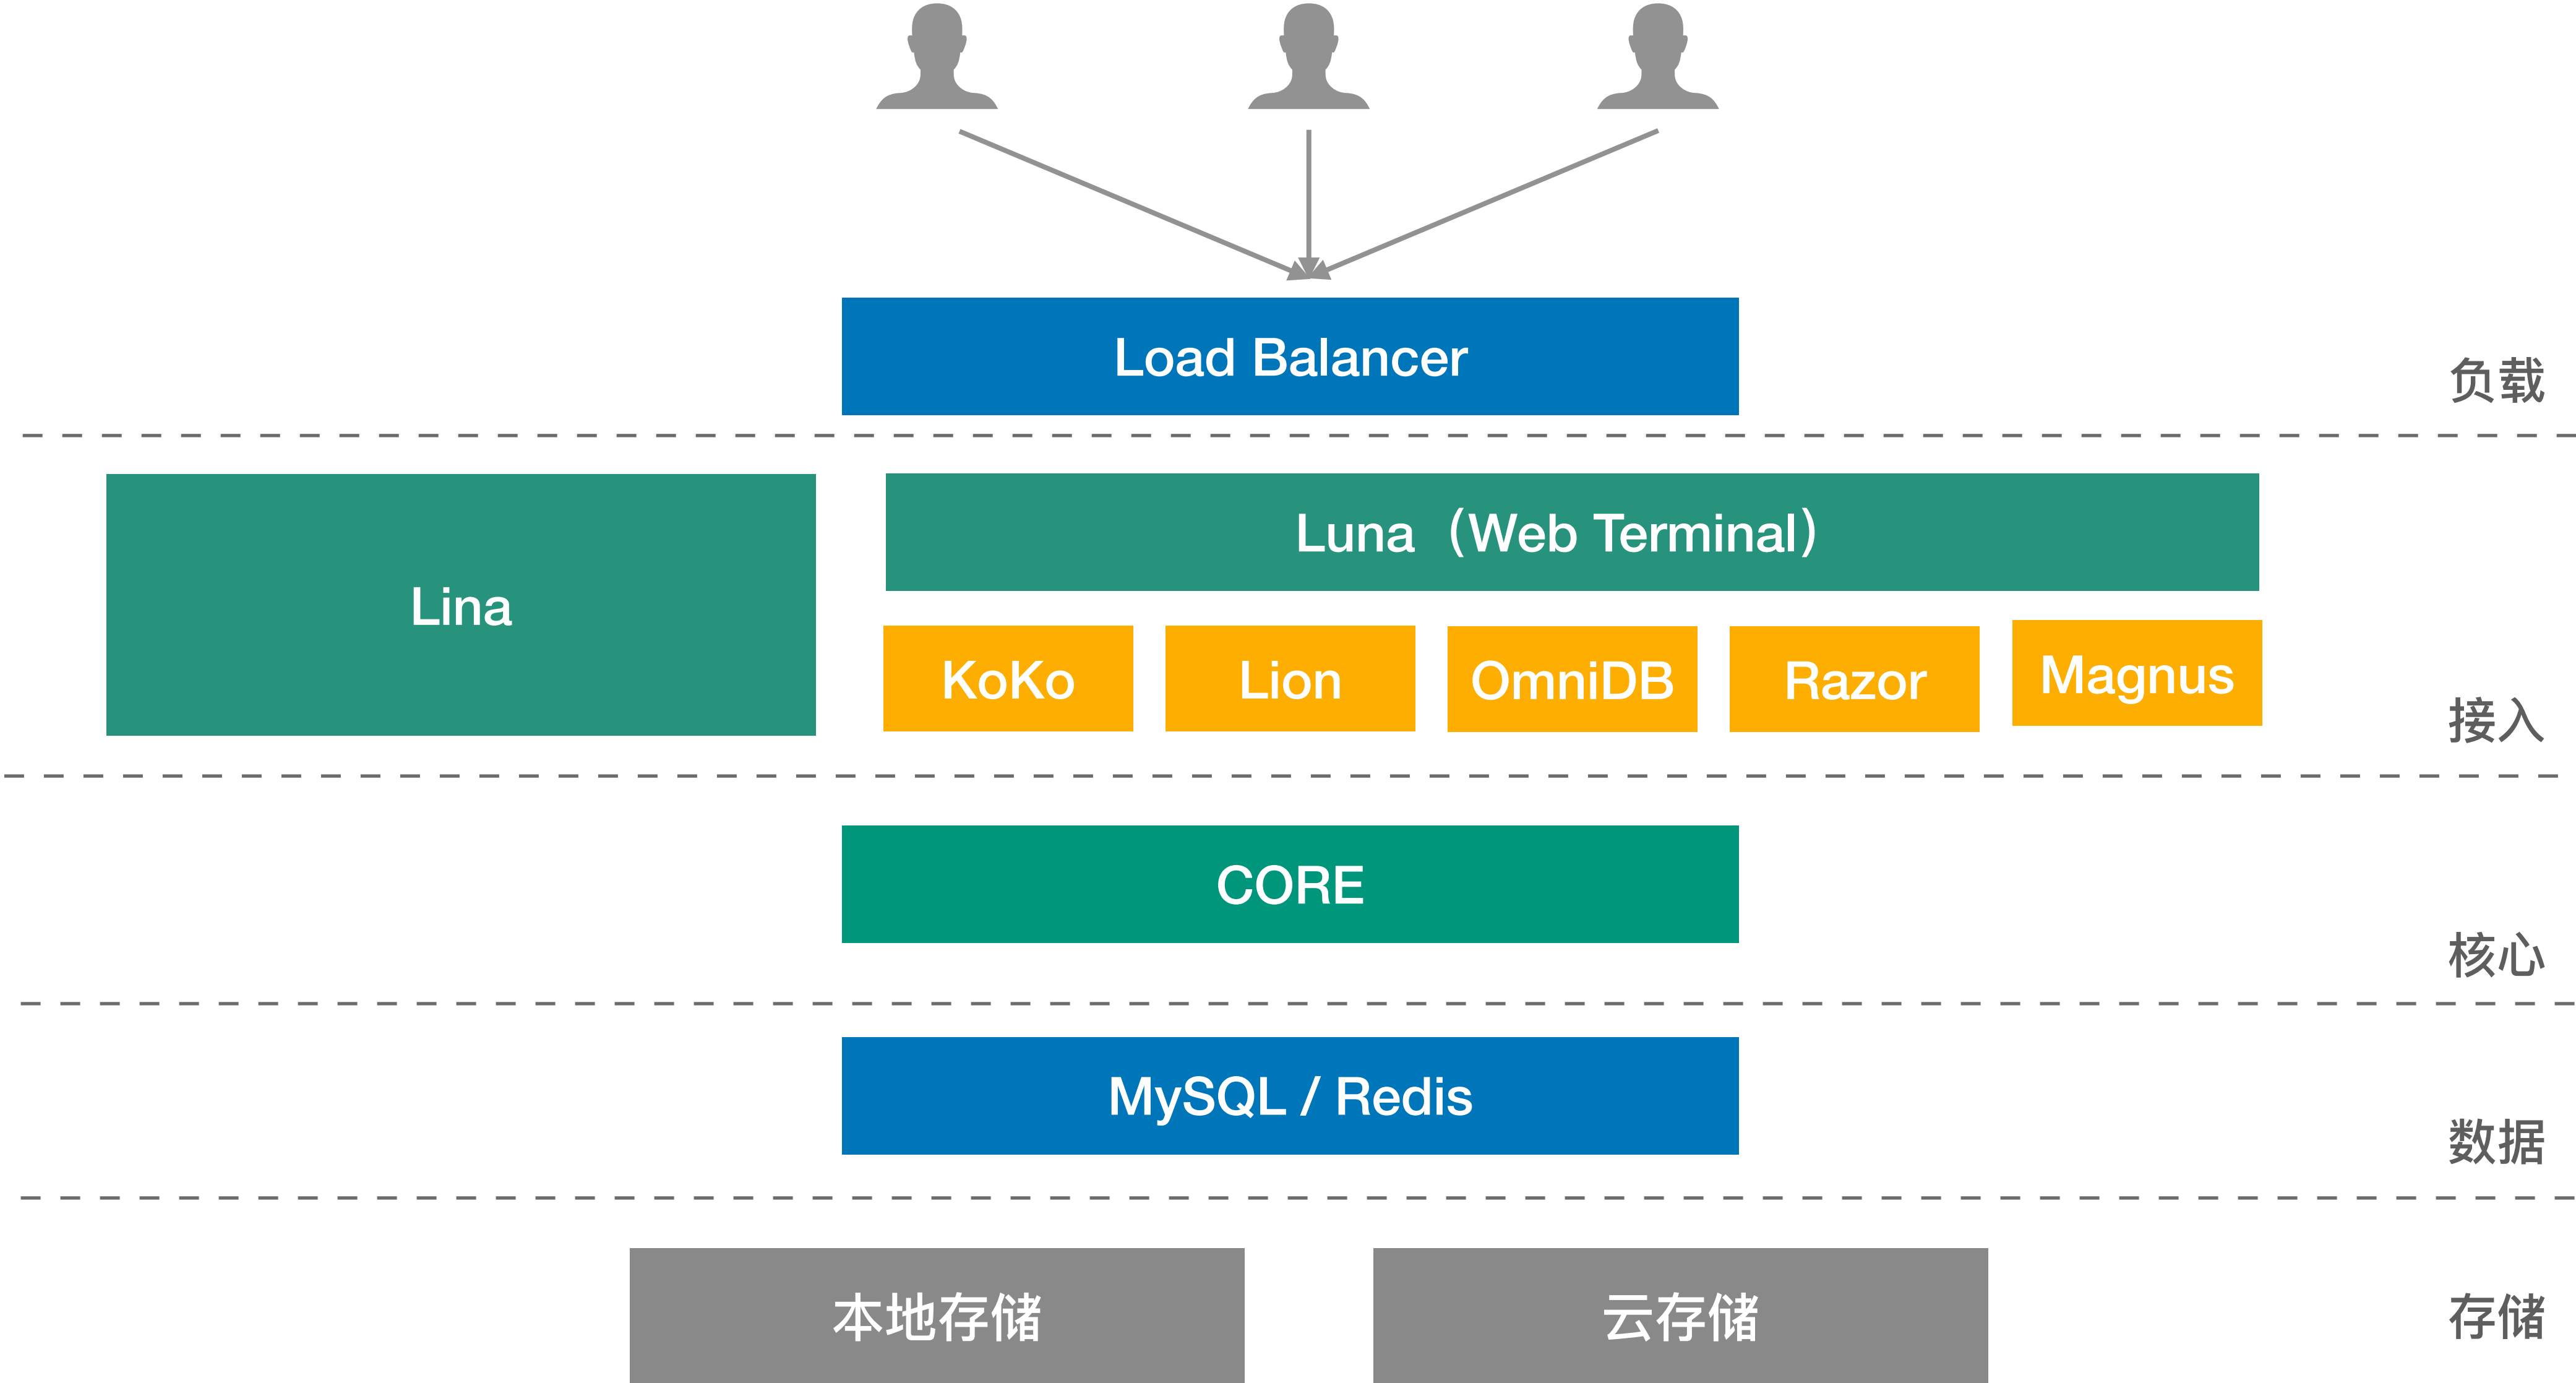 Load Balancer
负载
Lina
Luna（Web Terminal）
KoKo
Lion
OmniDB
Razor
Magnus
接入
CORE
核心
MySQL / Redis
数据
本地存储
云存储
存储